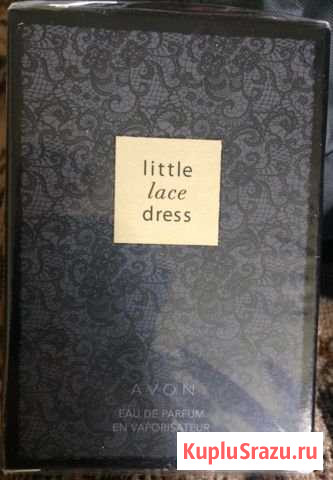 little
lace
dress
AVON
EAU DE PARFUM
EN VAPORISATEUR
KupluSrazu.ru